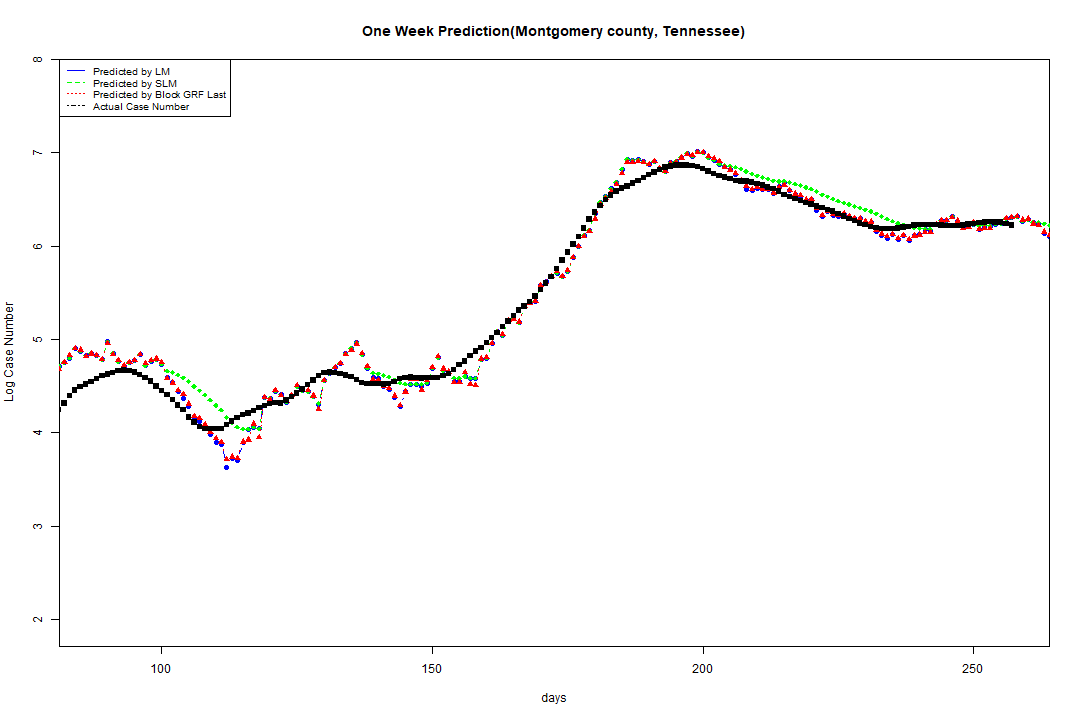 One Week Prediction(Montgomery county, Tennessee)
Predicted by LM
Predicted by SLM
Predicted by Block GRF Last
Actual Case Number
8
7
6
5
4
3
2
Log Case Number
100 150 200 250
days